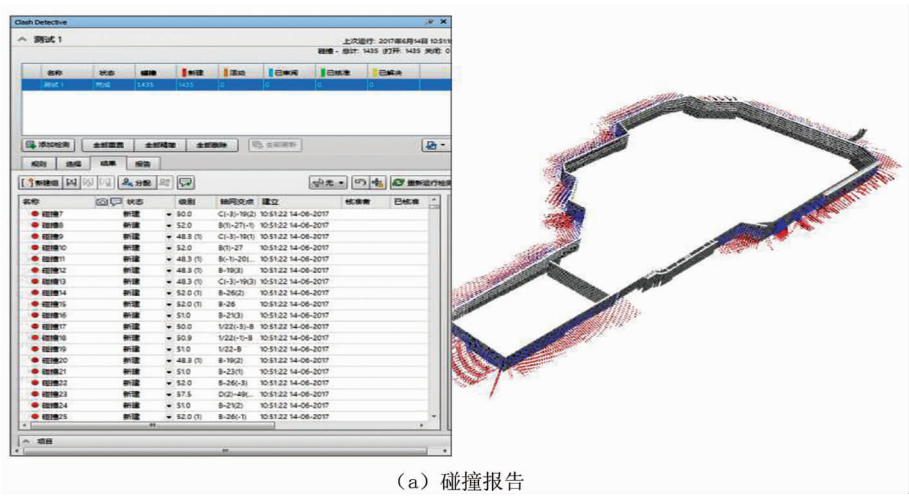 Clash Detective
测试 1
上次运行: 2017年6月14日 10:51:1
碰撞 - 总计: 1435 (打开: 1435 关闭: 0
名称 状态 碰撞 新建 活动 已审阅 已核准 已解决
测试 1 完成 1435 1435 0 0 0 0
添加检测 全部重置 全部精简 全部删除 全部更新
规则 选择 结果 报告
新建组 分配 无 重新运行检测
名称 状态 级别 轴网交点 建立 核准者 已核准
碰撞7 新建 50.0 C(-3)-19(2) 10:51:22 14-06-2017
碰撞8 新建 52.0 B(1)-27(-1) 10:51:22 14-06-2017
碰撞9 新建 48.3 (1) C(-3)-19(1) 10:51:22 14-06-2017
碰撞10 新建 52.0 B(1)-27 10:51:22 14-06-2017
碰撞11 新建 48.3 (1) B(-1)-20(... 10:51:22 14-06-2017
碰撞12 新建 48.3 (1) B-19(3) 10:51:22 14-06-2017
碰撞13 新建 48.3 (1) C(-3)-19(3) 10:51:22 14-06-2017
碰撞14 新建 52.0 (1) B-26(2) 10:51:22 14-06-2017
碰撞15 新建 52.0 (1) B-26 10:51:22 14-06-2017
碰撞16 新建 51.0 B-21(3) 10:51:22 14-06-2017
碰撞17 新建 50.0 1/22(-3)-B 10:51:22 14-06-2017
碰撞18 新建 50.9 1/22(-1)-B 10:51:22 14-06-2017
碰撞19 新建 51.0 1/22-B 10:51:22 14-06-2017
碰撞20 新建 48.3 (1) B-19(2) 10:51:22 14-06-2017
碰撞21 新建 51.0 B-23(1) 10:51:22 14-06-2017
碰撞22 新建 52.0 B-26(-3) 10:51:22 14-06-2017
碰撞23 新建 57.5 D(2)-49(... 10:51:22 14-06-2017
碰撞24 新建 51.0 B-21(2) 10:51:22 14-06-2017
碰撞25 新建 52.0 (1) B-26(-1) 10:51:22 14-06-2017
项目
（a）碰撞报告